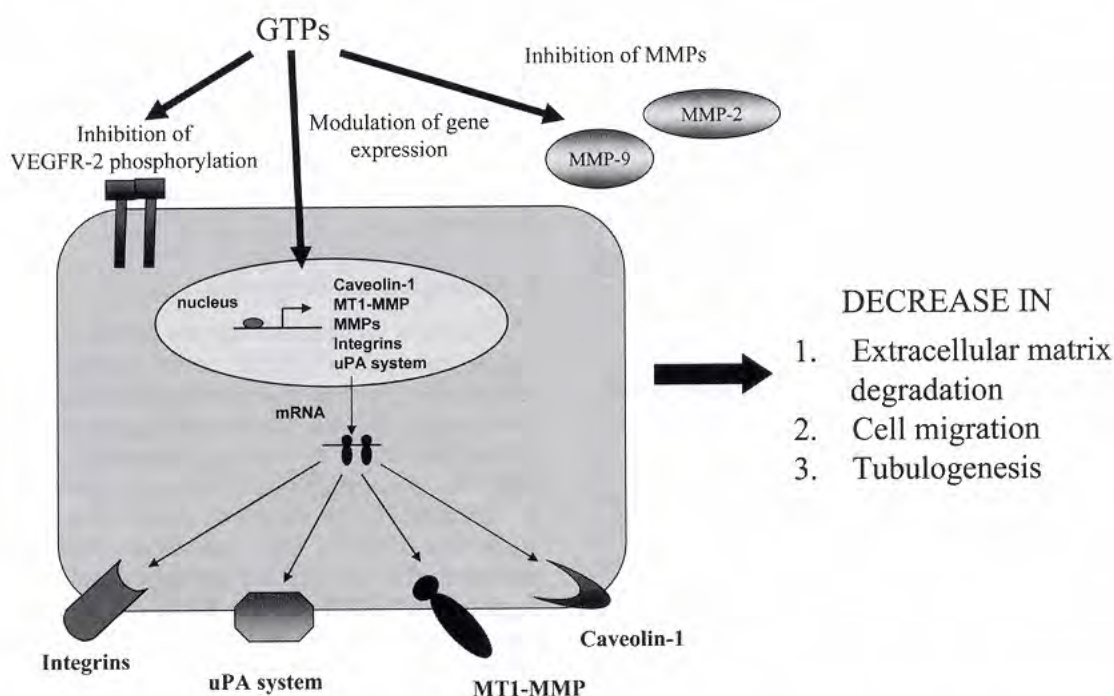 GTPs
Inhibition of MMPs
MMP-2
MMP-9
Modulation of gene
expression
Inhibition of
VEGFR-2 phosphorylation
nucleus
Caveolin-1
MT1-MMP
MMPs
Integrins
uPA system
mRNA
DECREASE IN
1. Extracellular matrix
degradation
2. Cell migration
3. Tubulogenesis
Integrins
uPA system
MT1-MMP
Caveolin-1